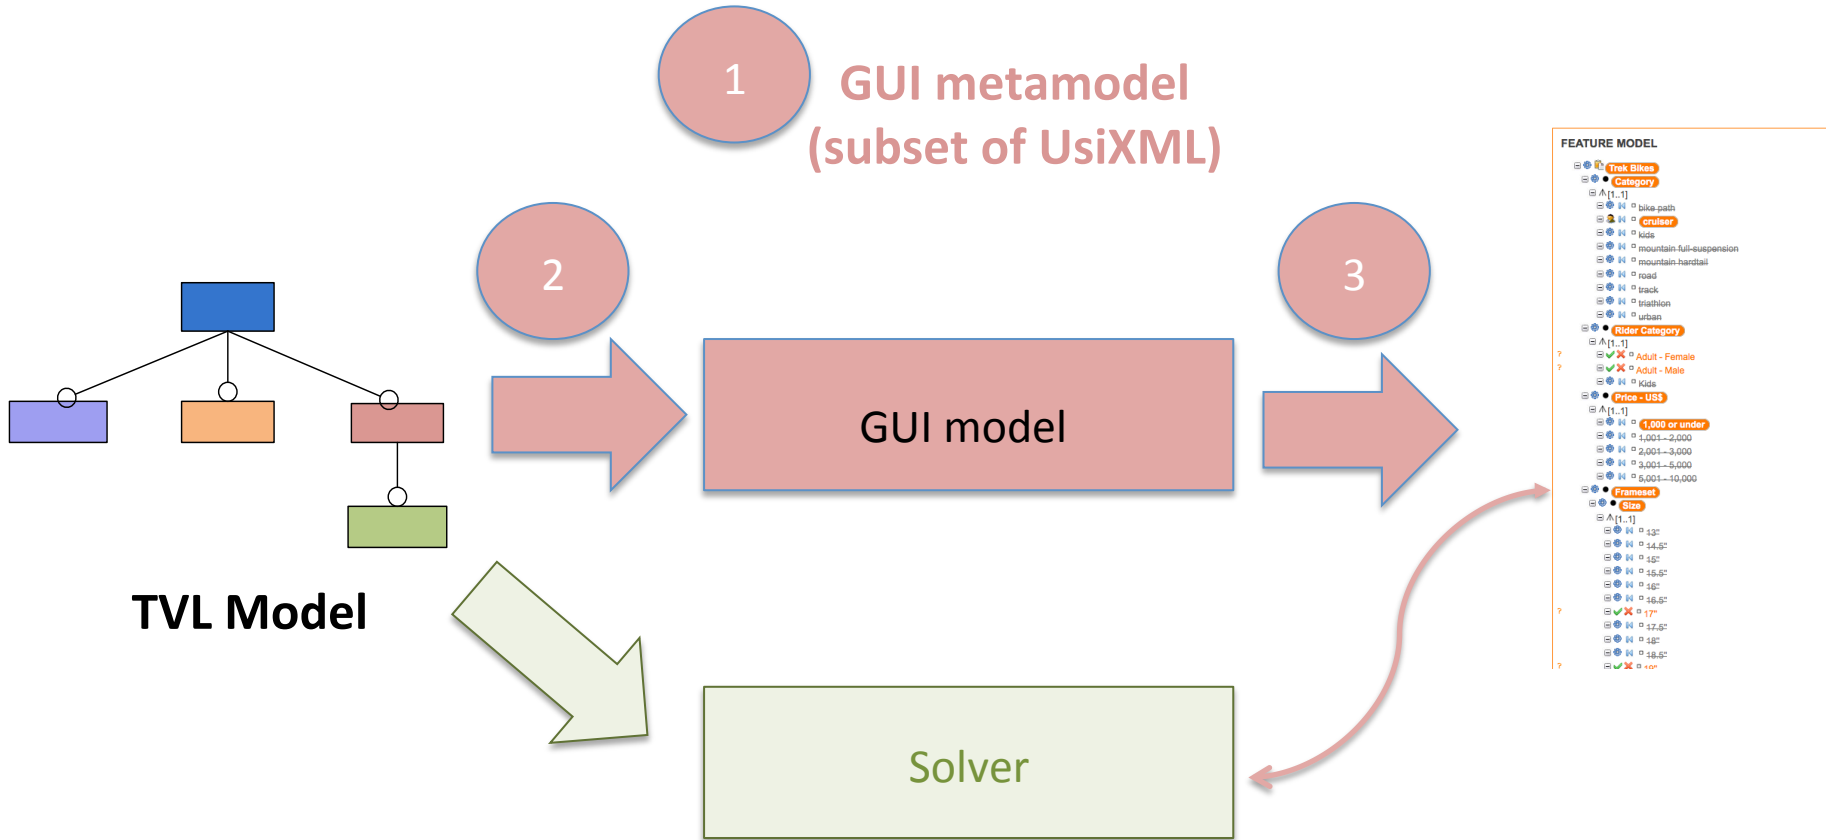 1
GUI metamodel
(subset of UsiXML)
2
3
GUI model
TVL Model
Solver
FEATURE MODEL
Trek Bikes
Category
[1..1]
bike path
cruiser
kids
mountain full-suspension
mountain hardtail
road
track
triathlon
urban
Rider Category
[1..1]
? Adult - Female
? Adult - Male
Kids
Price - US$
[1..1]
1,000 or under
1,001 - 2,000
2,001 - 3,000
3,001 - 5,000
5,001 - 10,000
Frameset
Size
[1..1]
13"
14.5"
15"
15.5"
16"
16.5"
? 17"
17.5"
18"
18.5"
? 19"